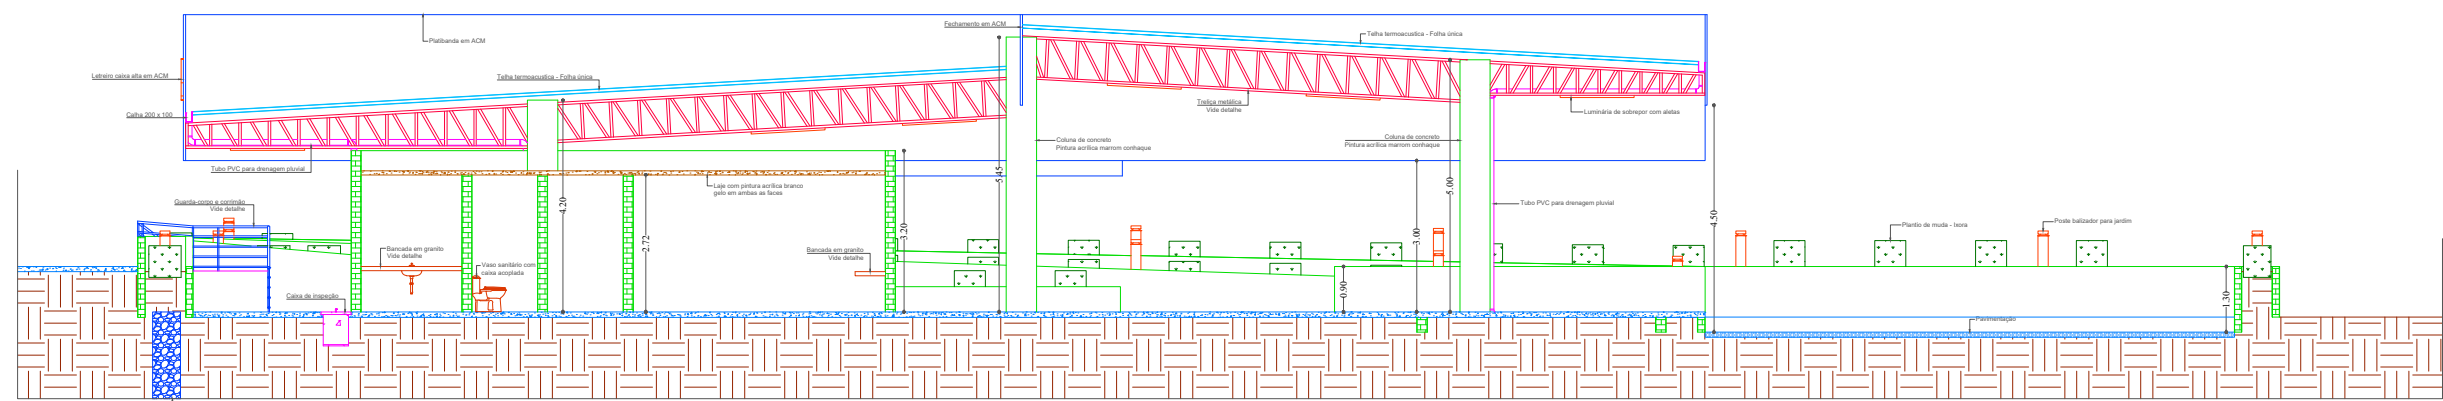 Fechamento em ACM
Platibanda em ACM
Telha termoacustica - Folha única
Letreiro caixa alta em ACM
Telha termoacustica - Folha única
Treliça metálica
Vide detalhe
Luminária de sobrepor com aletas
Calha 200 x 100
Coluna de concreto
Pintura acrílica marrom conhaque
Coluna de concreto
Pintura acrílica marrom conhaque
Tubo PVC para drenagem pluvial
5.45
5.00
Laje com pintura acrílica branco
gelo em ambas as faces
Guarda-corpo e corrimão
Vide detalhe
4.20
Tubo PVC para drenagem pluvial
4.50
Poste balizador para jardim
Plantio de muda - Ixora
3.20
3.00
2.72
Bancada em granito
Vide detalhe
Bancada em granito
Vide detalhe
Vaso sanitário com
caixa acoplada
Caixa de inspeção
0.90
1.30
Pavimentação